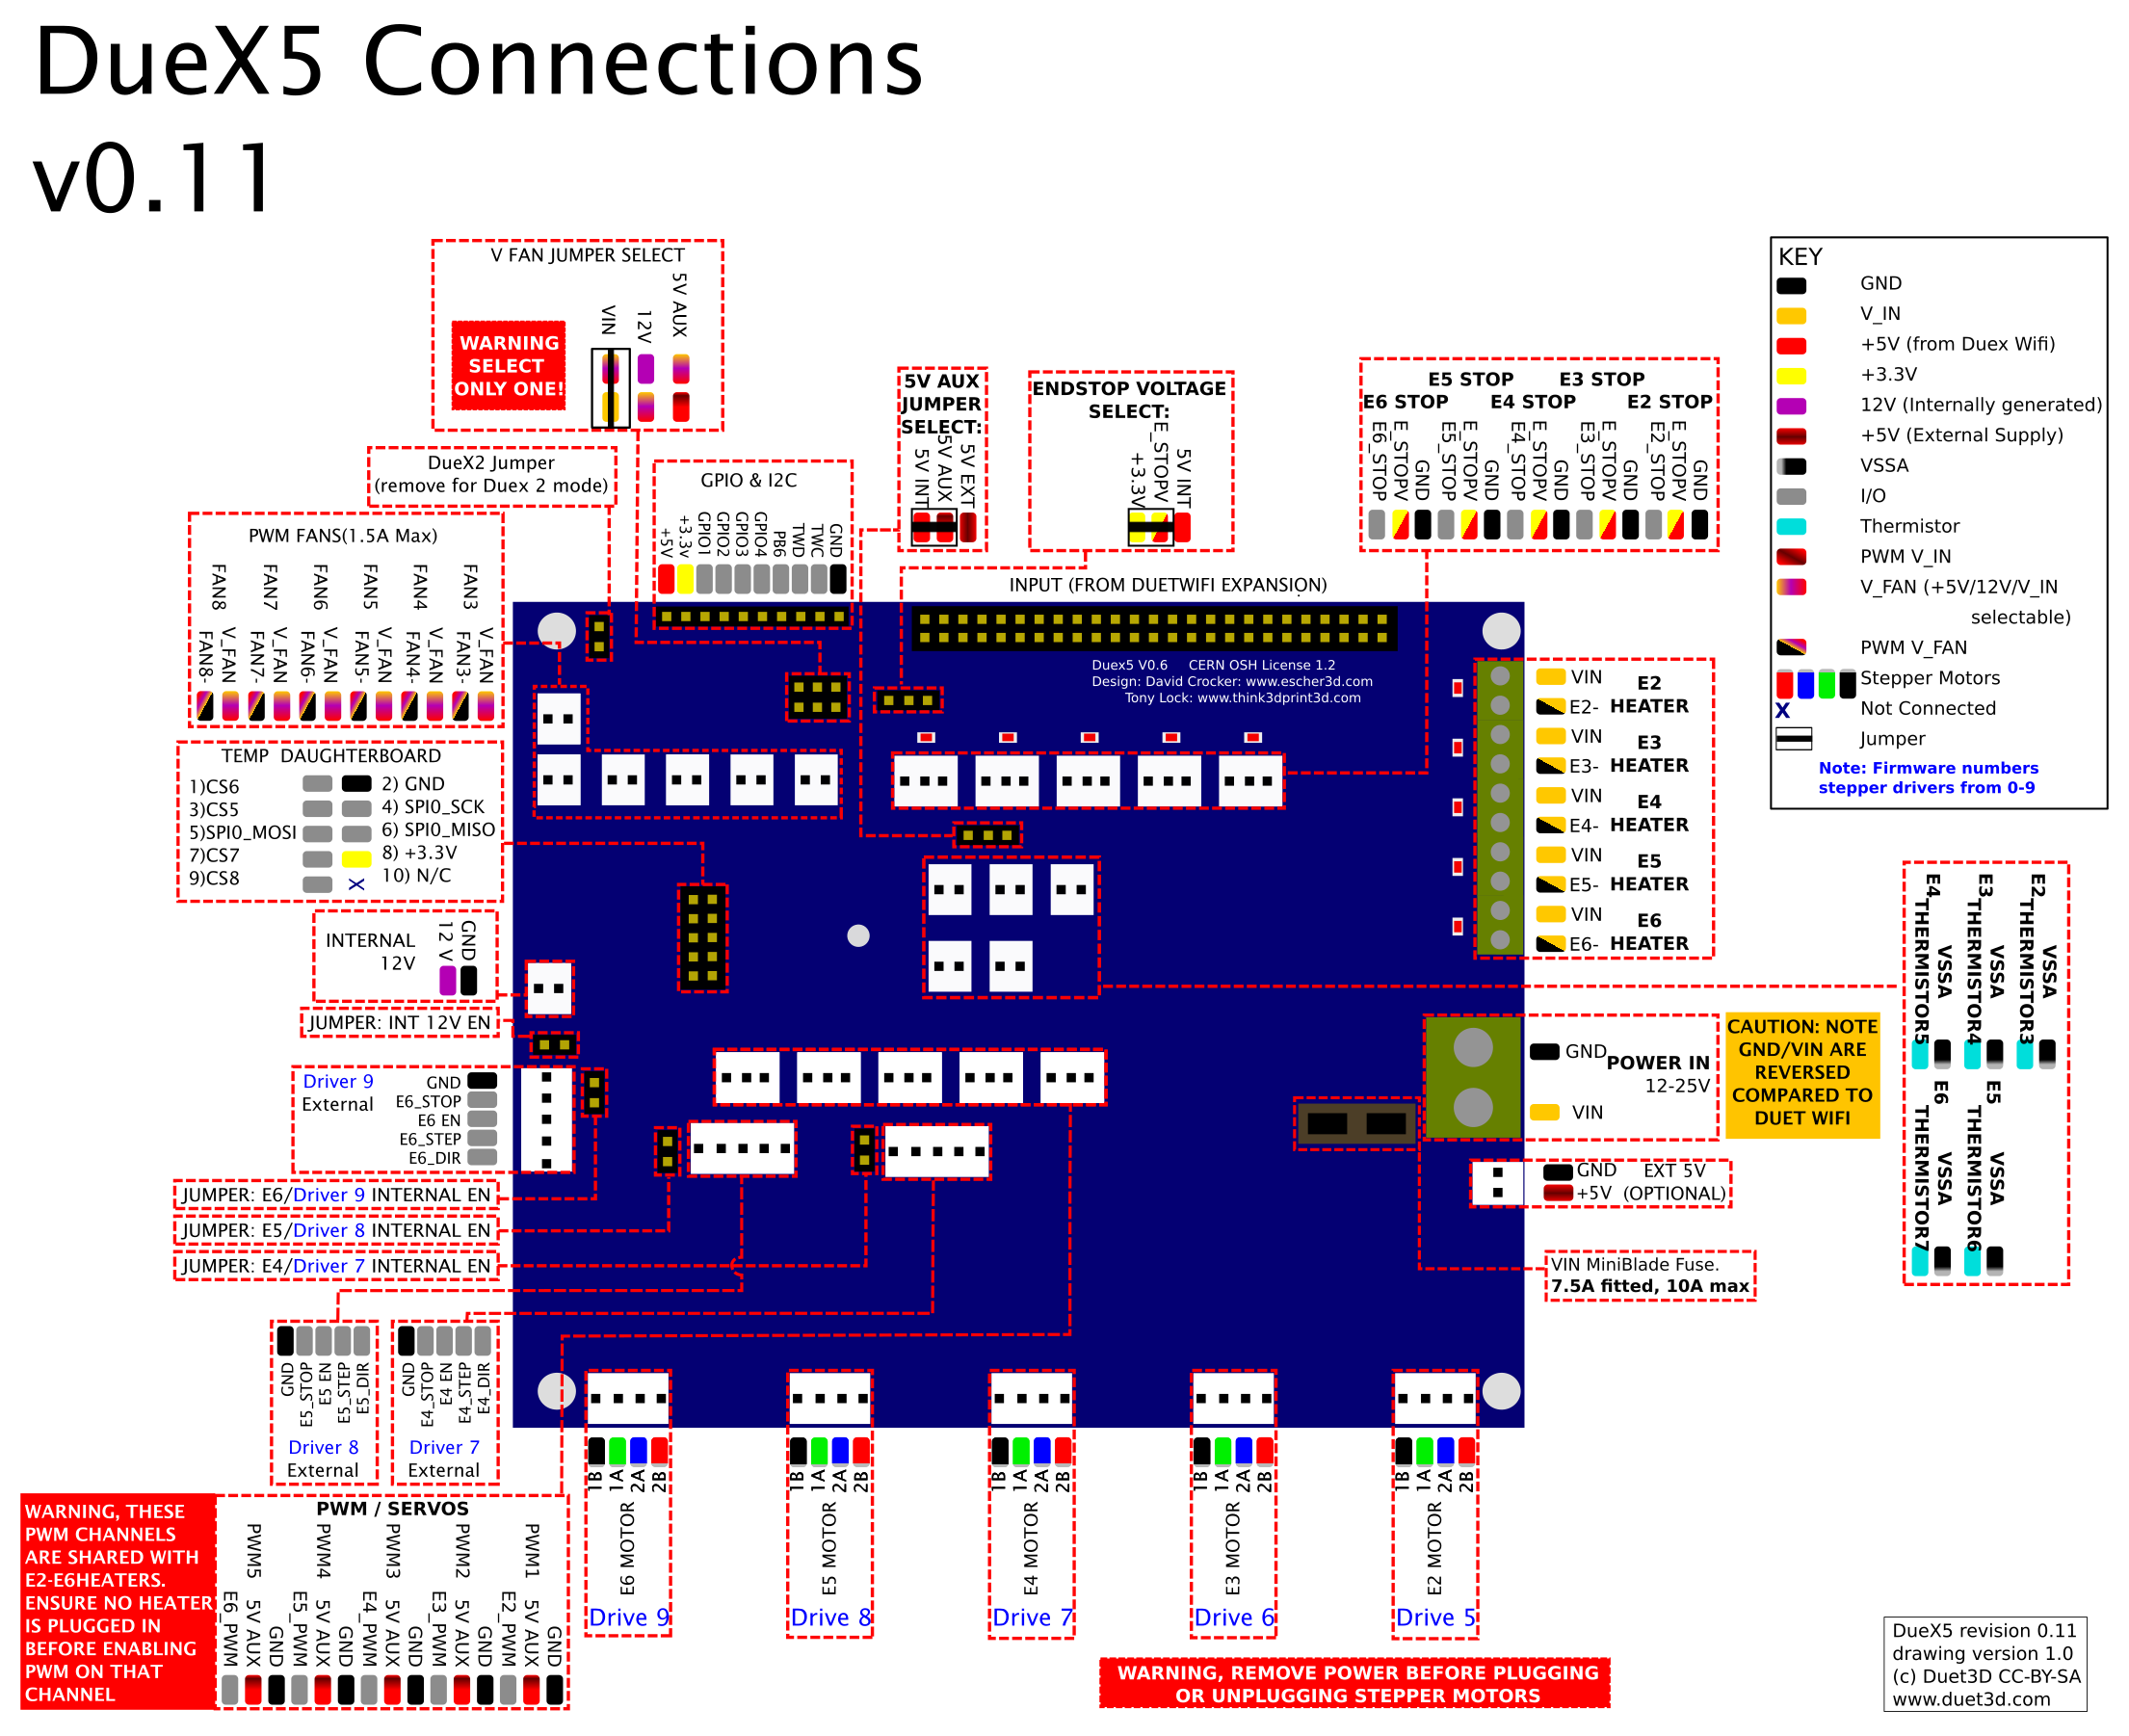 DueX5 Connections
v0.11
V FAN JUMPER SELECT
WARNING
SELECT
ONLY ONE!
VIN
12V
5V AUX
DueX2 Jumper
(remove for Duex 2 mode)
GPIO & I2C
+5V
+3.3v
GPIO1
GPIO2
GPIO3
GPIO4
PB6
TWD
TWC
GND
5V AUX
JUMPER
SELECT:
5V INT
5V AUX
5V EXT
ENDSTOP VOLTAGE
SELECT:
+3.3V
E_STOPV
5V INT
E5 STOP
E3 STOP
E6 STOP
E4 STOP
E2 STOP
E6_STOP
E_STOPV
GND
E5_STOP
E_STOPV
GND
E4_STOP
E_STOPV
GND
E3_STOP
E_STOPV
GND
E2_STOP
E_STOPV
GND
KEY
GND
V_IN
+5V (from Duex Wifi)
+3.3V
12V (Internally generated)
+5V (External Supply)
VSSA
I/O
Thermistor
PWM V_IN
V_FAN (+5V/12V/V_IN
selectable)
PWM V_FAN
Stepper Motors
X Not Connected
Jumper
Note: Firmware numbers
stepper drivers from 0-9
PWM FANS(1.5A Max)
FAN8
FAN7
FAN6
FAN5
FAN4
FAN3
FAN8-
V_FAN
FAN7-
V_FAN
FAN6-
V_FAN
FAN5-
V_FAN
FAN4-
V_FAN
FAN3-
V_FAN
INPUT (FROM DUETWIFI EXPANSION)
Duex5 V0.6 CERN OSH License 1.2
Design: David Crocker: www.escher3d.com
Tony Lock: www.think3dprint3d.com
TEMP DAUGHTERBOARD
1)CS6
2) GND
3)CS5
4) SPI0_SCK
5)SPI0_MOSI
6) SPI0_MISO
7)CS7
8) +3.3V
9)CS8
X 10) N/C
VIN
E2-
E2
HEATER
VIN
E3-
E3
HEATER
VIN
E4-
E4
HEATER
VIN
E5-
E5
HEATER
VIN
E6-
E6
HEATER
INTERNAL
12V
12 V
GND
JUMPER: INT 12V EN
E4
THERMISTOR5
VSSA
E3
THERMISTOR4
VSSA
E2
THERMISTOR3
VSSA
E6
THERMISTOR7
VSSA
E5
THERMISTOR6
VSSA
Driver 9
External
GND
E6_STOP
E6 EN
E6_STEP
E6_DIR
GND
POWER IN
12-25V
VIN
CAUTION: NOTE
GND/VIN ARE
REVERSED
COMPARED TO
DUET WIFI
GND EXT 5V
+5V (OPTIONAL)
JUMPER: E6/Driver 9 INTERNAL EN
JUMPER: E5/Driver 8 INTERNAL EN
JUMPER: E4/Driver 7 INTERNAL EN
VIN MiniBlade Fuse.
7.5A fitted, 10A max
GND
E5_STOP
E5 EN
E5_STEP
E5_DIR
Driver 8
External
GND
E4_STOP
E4 EN
E4_STEP
E4_DIR
Driver 7
External
1B
1A
2A
2B
E6 MOTOR
Drive 9
1B
1A
2A
2B
E5 MOTOR
Drive 8
1B
1A
2A
2B
E4 MOTOR
Drive 7
1B
1A
2A
2B
E3 MOTOR
Drive 6
1B
1A
2A
2B
E2 MOTOR
Drive 5
WARNING, THESE
PWM CHANNELS
ARE SHARED WITH
E2-E6HEATERS.
ENSURE NO HEATER
IS PLUGGED IN
BEFORE ENABLING
PWM ON THAT
CHANNEL
PWM / SERVOS
PWM5
PWM4
PWM3
PWM2
PWM1
E6_PWM
5V AUX
GND
E5_PWM
5V AUX
GND
E4_PWM
5V AUX
GND
E3_PWM
5V AUX
GND
E2_PWM
5V AUX
GND
WARNING, REMOVE POWER BEFORE PLUGGING
OR UNPLUGGING STEPPER MOTORS
DueX5 revision 0.11
drawing version 1.0
(c) Duet3D CC-BY-SA
www.duet3d.com